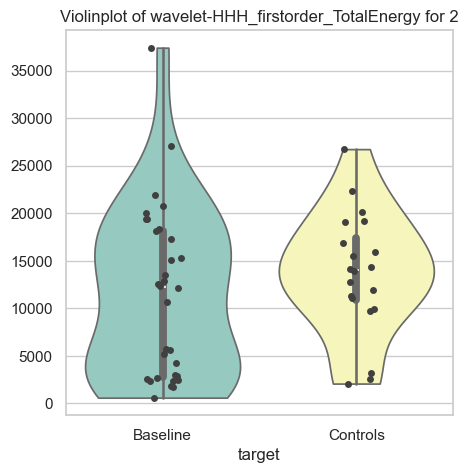 Violinplot of wavelet-HHH_firstorder_TotalEnergy for 2
35000
30000
25000
20000
15000
10000
5000
0
Baseline Controls
target